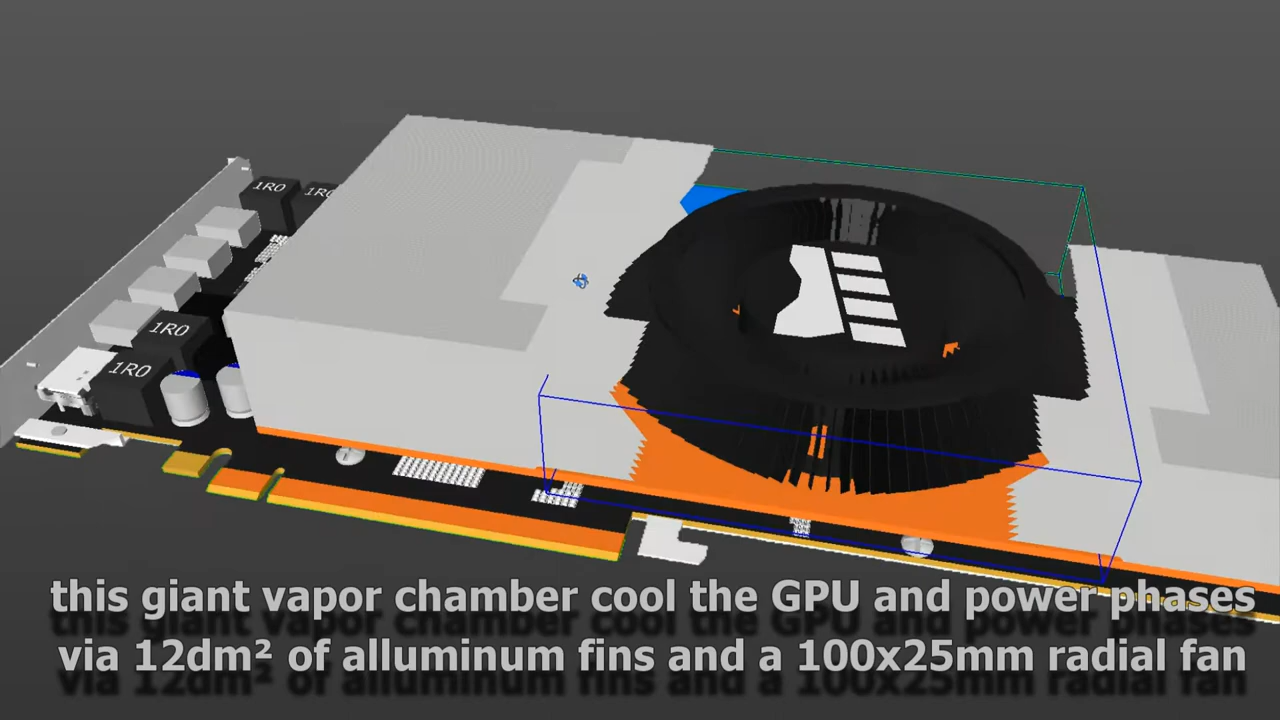 1R0
1R0
1R0
1R0
this giant vapor chamber cool the GPU and power phases
via 12dm² of alluminum fins and a 100x25mm radial fan